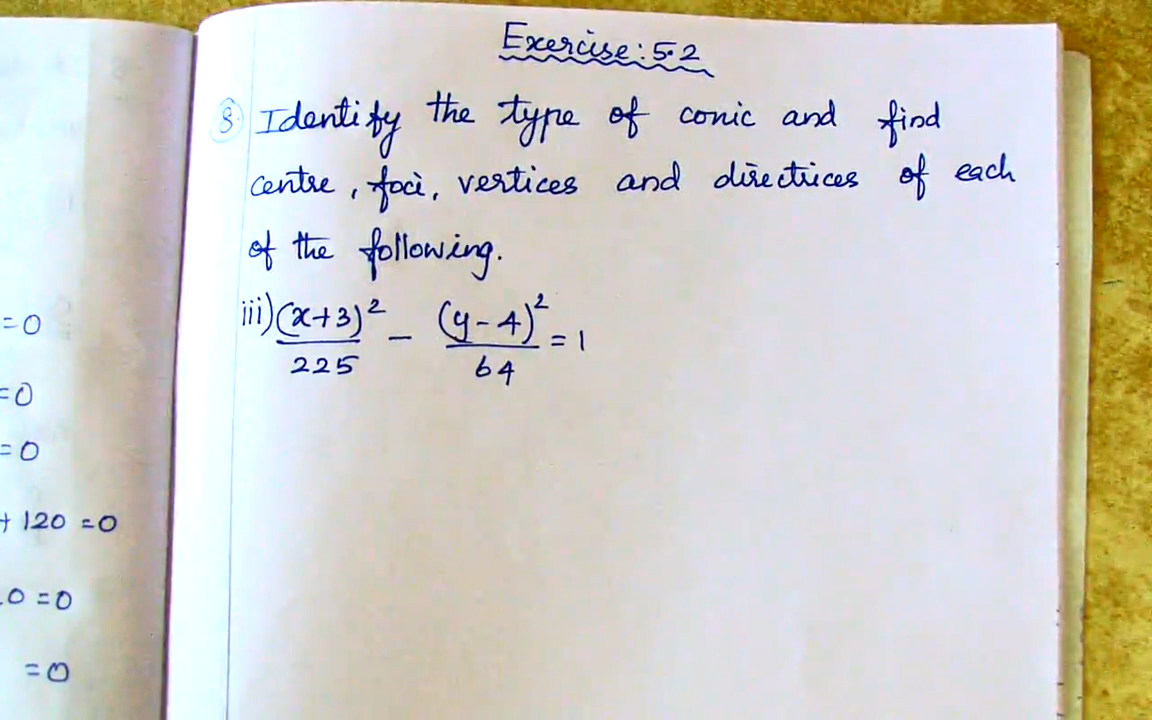 Exercise: 5.2
8. Identify the type of conic and find
centre, foci, vertices and directrices of each
of the following.
iii) (x+3)²/225 - (y-4)²/64 = 1
=0
=0
=0
+ 120 =0
0 =0
=0